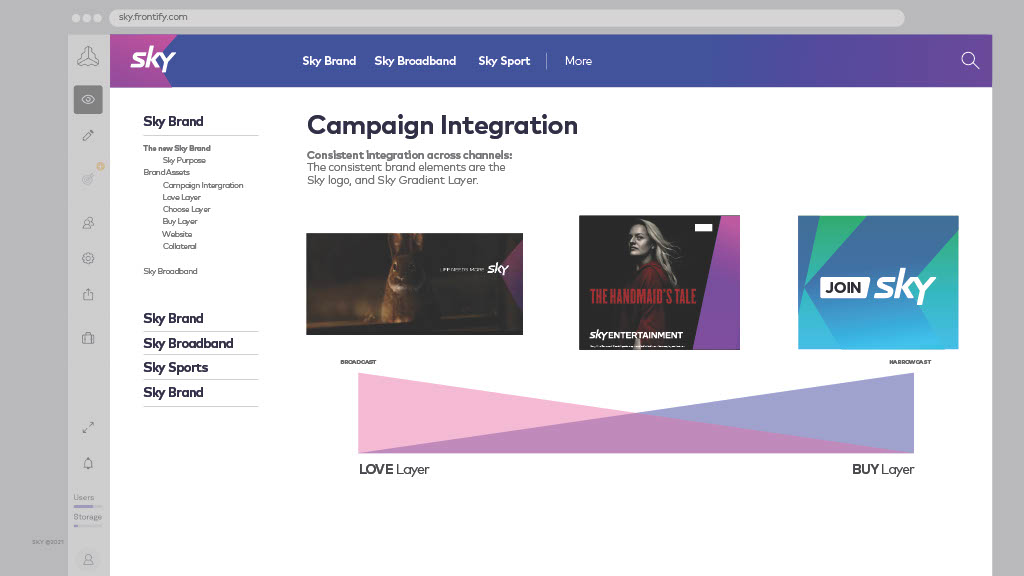 sky.frontify.com
sky
Sky Brand
Sky Broadband
Sky Sport
More
Sky Brand
The new Sky Brand
Sky Purpose
Brand Assets
Campaign Intergration
Love Layer
Choose Layer
Buy Layer
Website
Collateral
Sky Broadband
Sky Brand
Sky Broadband
Sky Sports
Sky Brand
Users
Storage
SKY @2021
Campaign Integration
Consistent integration across channels:
The consistent brand elements are the
Sky logo, and Sky Gradient Layer.
LIFE NEEDS MORE sky
THE HANDMAID'S TALE
sky ENTERTAINMENT
JOIN sky
BROADCAST
NARROWCAST
LOVE Layer
BUY Layer